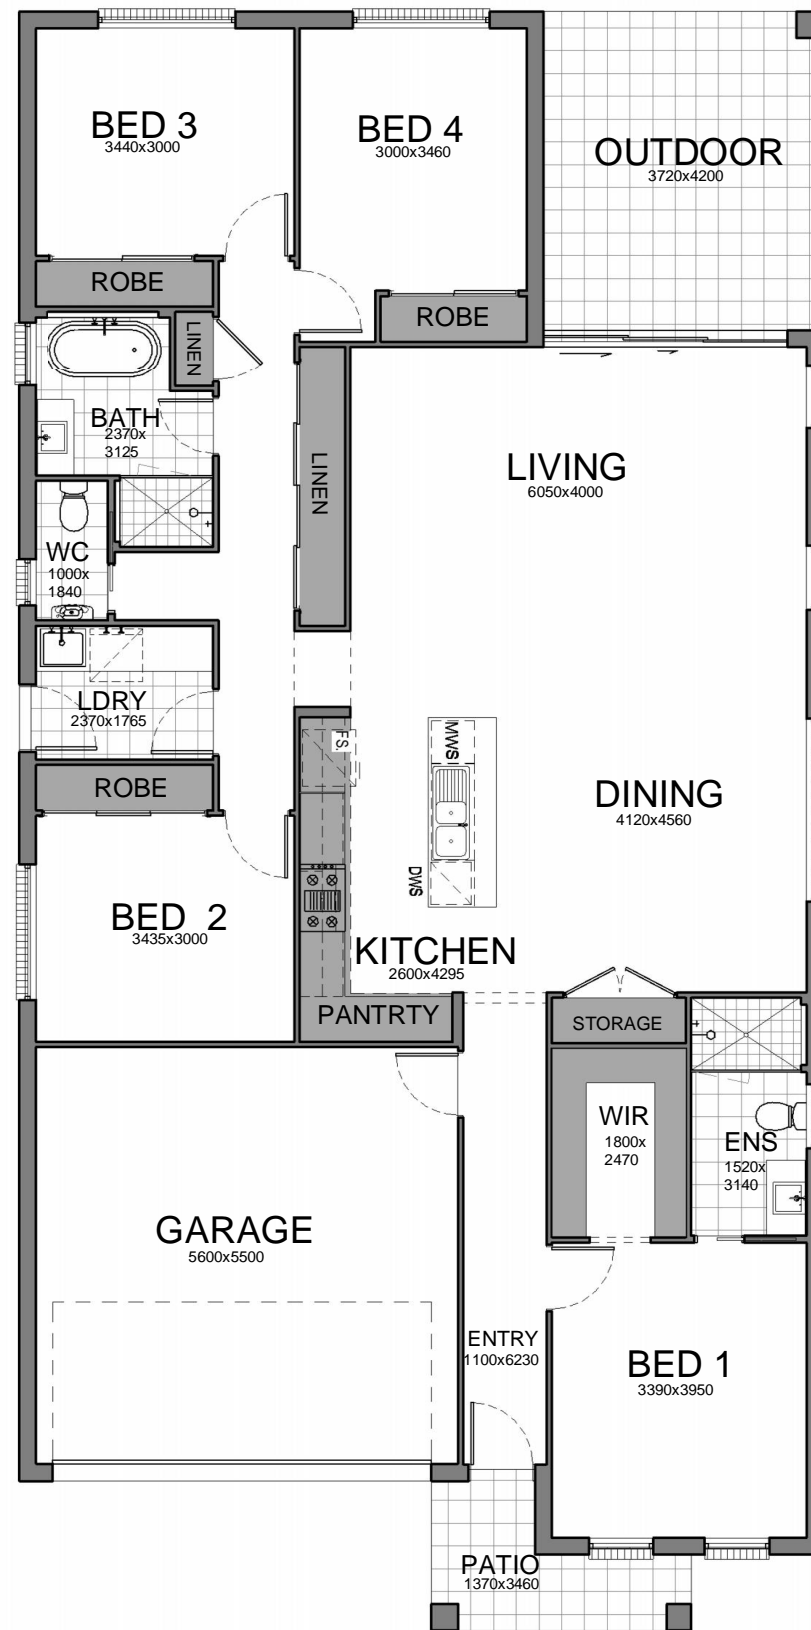 BED 3
3440x3000
BED 4
3000x3460
OUTDOOR
3720x4200
ROBE
ROBE
LINEN
BATH
2370x
3125
LINEN
LIVING
6050x4000
WC
1000x
1840
LDRY
2370x1765
FS.
MWS
ROBE
DINING
4120x4560
DWS
BED 2
3435x3000
KITCHEN
2600x4295
PANTRTY
STORAGE
WIR
1800x
2470
ENS
1520x
3140
GARAGE
5600x5500
ENTRY
1100x6230
BED 1
3390x3950
PATIO
1370x3460